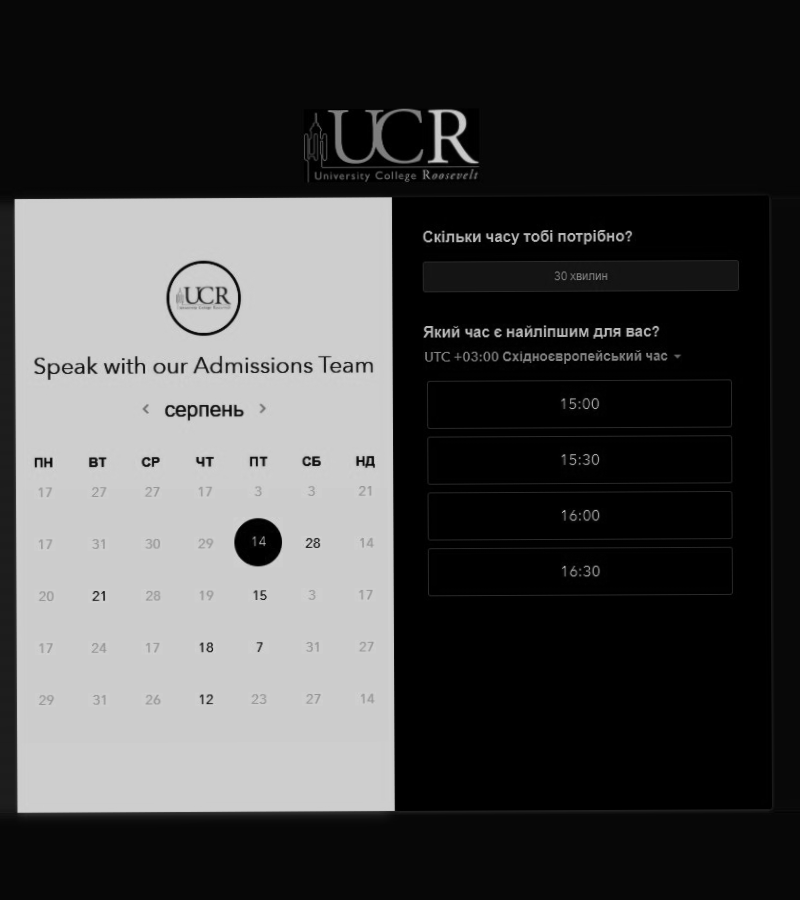 UCR
University College Roosevelt
UCR
University College Roosevelt
Speak with our Admissions Team
серпень
ПН ВТ СР ЧТ ПТ СБ НД
17 27 27 17 3 3 21
17 31 30 29 14 28 14
20 21 28 19 15 3 17
17 24 17 18 7 31 27
29 31 26 12 23 27 14
Скільки часу тобі потрібно?
30 хвилин
Який час є найліпшим для вас?
UTC +03:00 Східноєвропейський час
15:00
15:30
16:00
16:30